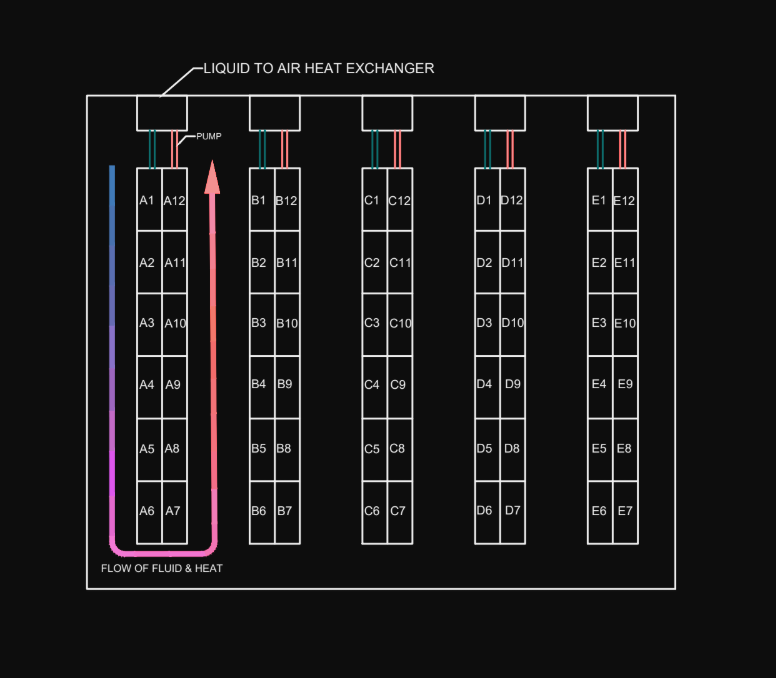 LIQUID TO AIR HEAT EXCHANGER
PUMP
A1 A12 B1 B12 C1 C12 D1 D12 E1 E12
A2 A11 B2 B11 C2 C11 D2 D11 E2 E11
A3 A10 B3 B10 C3 C10 D3 D10 E3 E10
A4 A9 B4 B9 C4 C9 D4 D9 E4 E9
A5 A8 B5 B8 C5 C8 D5 D8 E5 E8
A6 A7 B6 B7 C6 C7 D6 D7 E6 E7
FLOW OF FLUID & HEAT